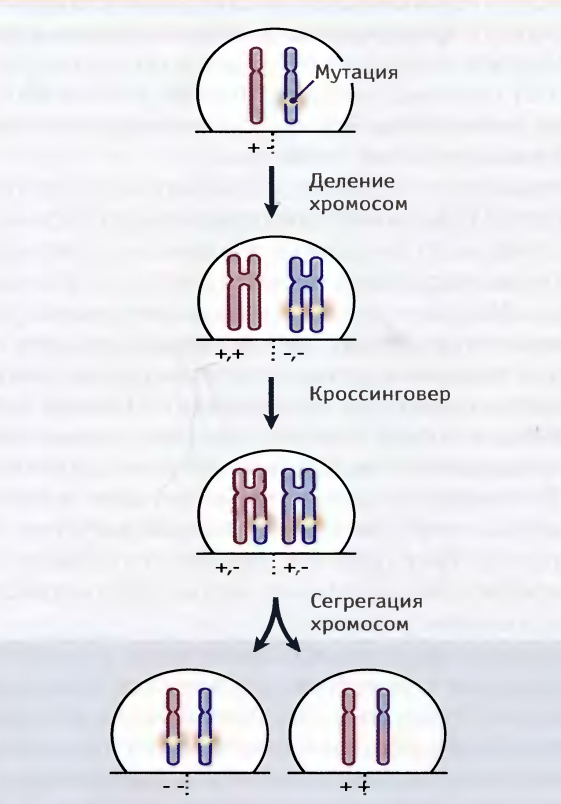 Мутация
+ -
Деление
хромосом
+,+ -,-
Кроссинговер
+,- +,-
Сегрегация
хромосом
- - + +